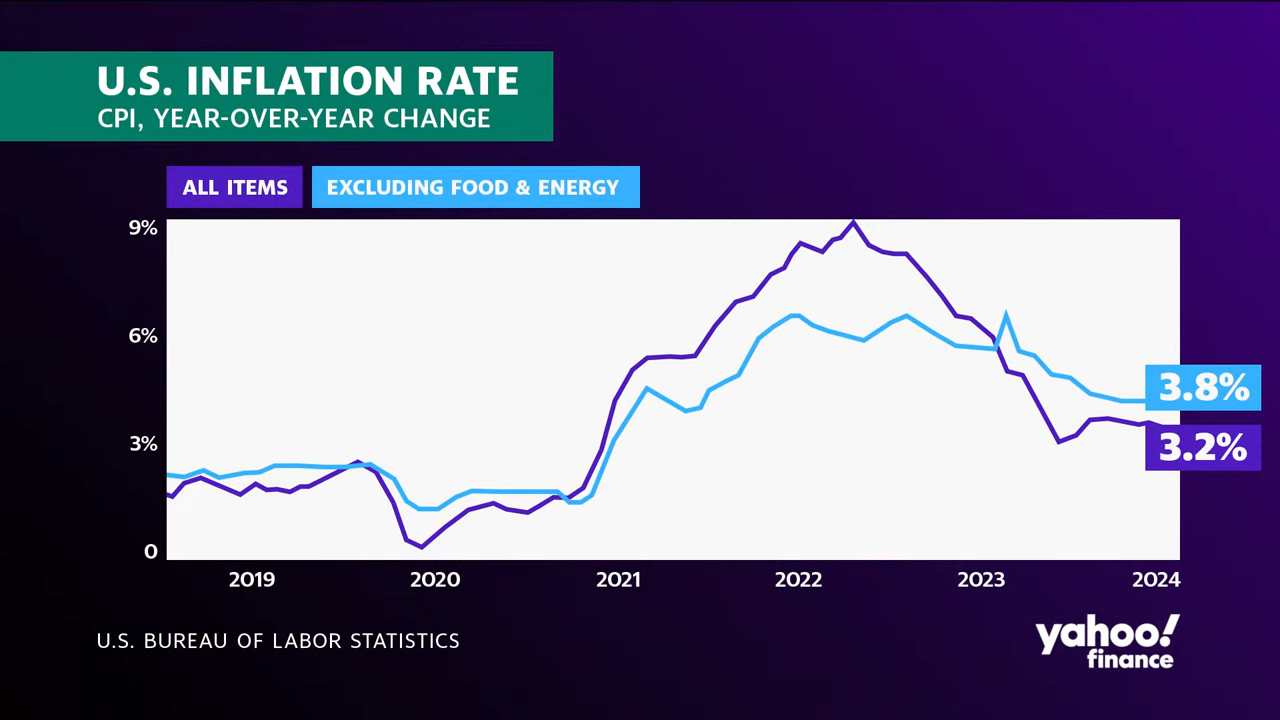 U.S. INFLATION RATE
CPI, YEAR-OVER-YEAR CHANGE
ALL ITEMS
EXCLUDING FOOD & ENERGY
9%
6%
3%
0
3.8%
3.2%
2019 2020 2021 2022 2023 2024
U.S. BUREAU OF LABOR STATISTICS
yahoo!
finance